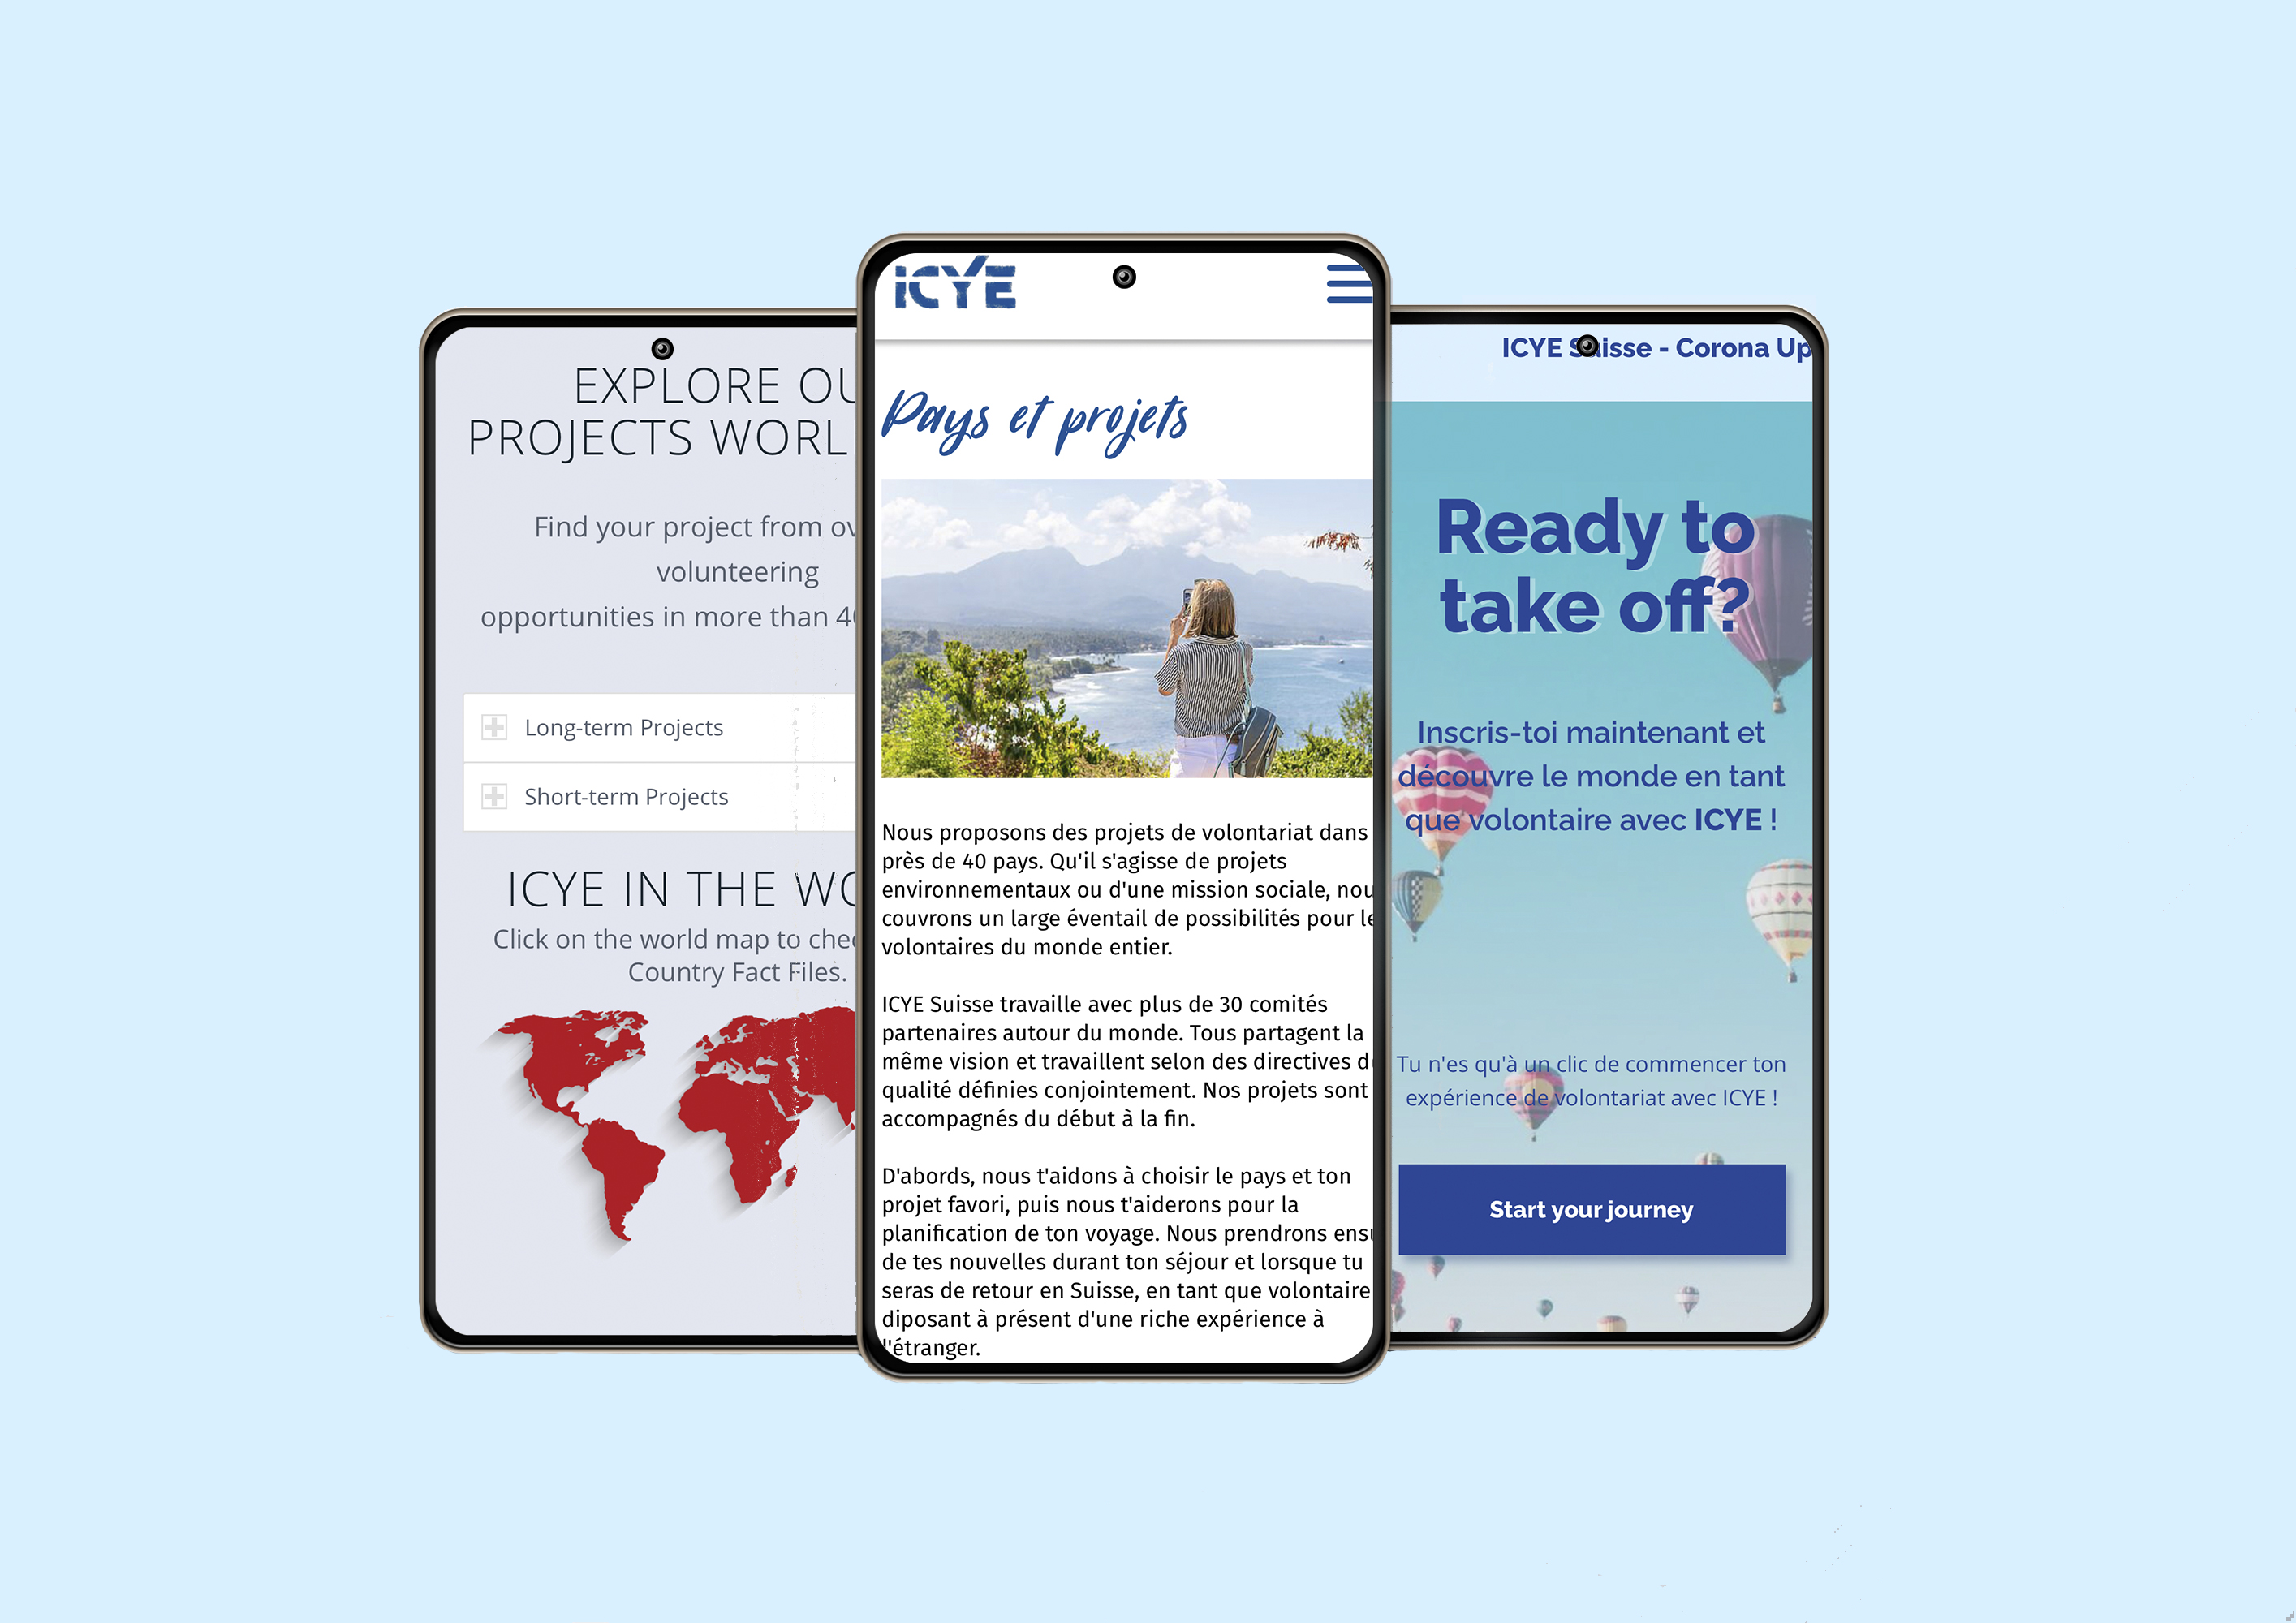 EXPLORE OU
PROJECTS WORL
Find your project from ov
volunteering
opportunities in more than 40
Long-term Projects
Short-term Projects
ICYE IN THE WO
Click on the world map to chec
Country Fact Files.
ICYE
Pays et projets
Nous proposons des projets de volontariat dans
près de 40 pays. Qu'il s'agisse de projets
environnementaux ou d'une mission sociale, nou
couvrons un large éventail de possibilités pour le
volontaires du monde entier.
ICYE Suisse travaille avec plus de 30 comités
partenaires autour du monde. Tous partagent la
même vision et travaillent selon des directives de
qualité définies conjointement. Nos projets sont
accompagnés du début à la fin.
D'abords, nous t'aidons à choisir le pays et ton
projet favori, puis nous t'aiderons pour la
planification de ton voyage. Nous prendrons ensu
de tes nouvelles durant ton séjour et lorsque tu
seras de retour en Suisse, en tant que volontaire
diposant à présent d'une riche expérience à
l'étranger.
ICYE Suisse - Corona Up
Ready to
take off?
Inscris-toi maintenant et
découvre le monde en tant
que volontaire avec ICYE !
Tu n'es qu'à un clic de commencer ton
expérience de volontariat avec ICYE !
Start your journey